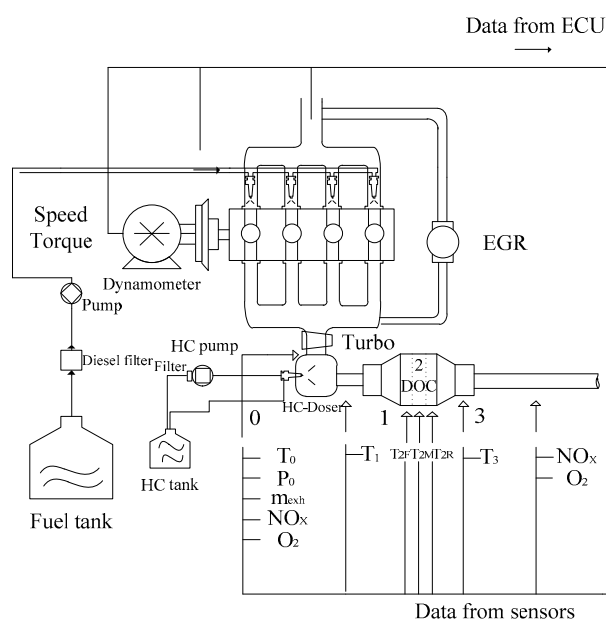 Data from ECU
Speed
Torque
Dynamometer
EGR
Pump
Turbo
HC pump
Diesel filter
Filter
2
DOC
HC-Doser
0
1
3
HC tank
Fuel tank
T0
P0
mexh
NOX
O2
T1
T2F T2M T2R
T3
NOX
O2
Data from sensors